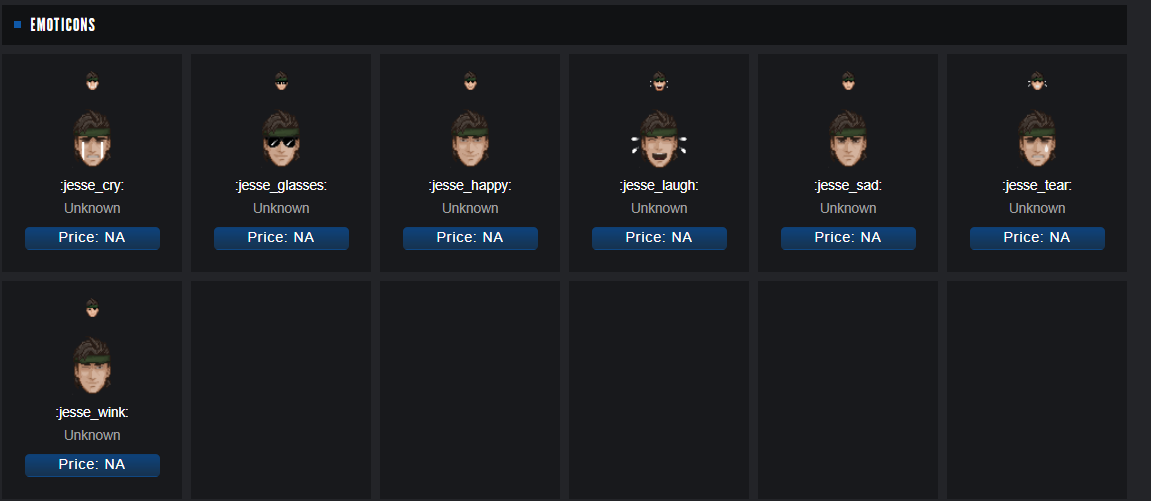 EMOTICONS
:jesse_cry: :jesse_glasses: :jesse_happy: :jesse_laugh: :jesse_sad: :jesse_tear:
Unknown Unknown Unknown Unknown Unknown Unknown
Price: NA Price: NA Price: NA Price: NA Price: NA Price: NA
:jesse_wink:
Unknown
Price: NA